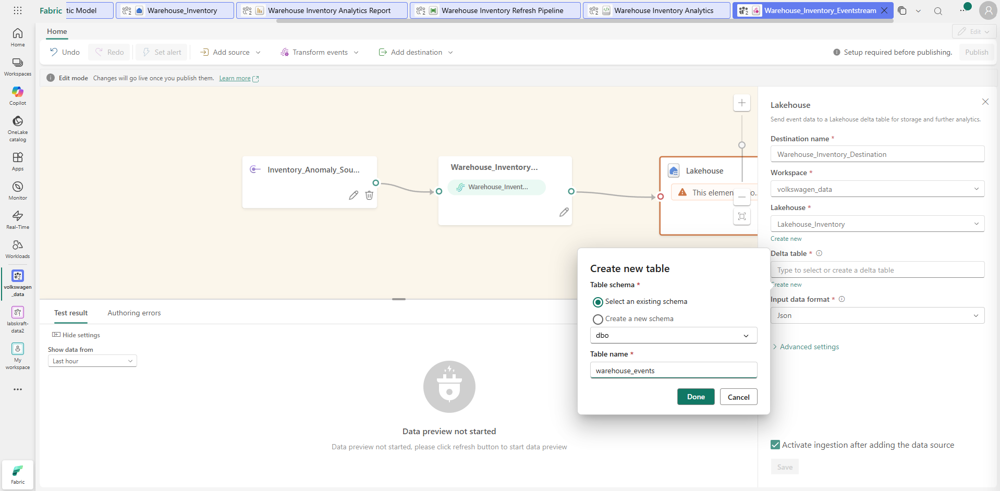 Fabric
tic Model
Warehouse_Inventory
Warehouse Inventory Analytics Report
Warehouse Inventory Refresh Pipeline
Warehouse Inventory Analytics
Warehouse_Inventory_Eventstream
Home
Edit
Undo
Redo
Set alert
Add source
Transform events
Add destination
Setup required before publishing.
Publish
Edit mode
Changes will go live once you publish them.
Learn more
Home
Workspaces
Copilot
OneLake
catalog
Apps
Monitor
Real-Time
Workloads
volkswagen
_data
labskraft-
data2
My
workspace
Fabric
Inventory_Anomaly_Sou...
Warehouse_Inventory...
Warehouse_Invent...
Lakehouse
This elemen
Test result
Authoring errors
Hide settings
Show data from
Last hour
Data preview not started
Data preview not started, please click refresh button to start data preview
Create new table
Table schema *
Select an existing schema
Create a new schema
dbo
Table name *
warehouse_events
Done
Cancel
Lakehouse
Send event data to a Lakehouse delta table for storage and further analytics.
Destination name *
Warehouse_Inventory_Destination
Workspace *
volkswagen_data
Lakehouse *
Lakehouse_Inventory
Create new
Delta table *
Type to select or create a delta table
Create new
Input data format *
Json
Advanced settings
Activate ingestion after adding the data source
Save